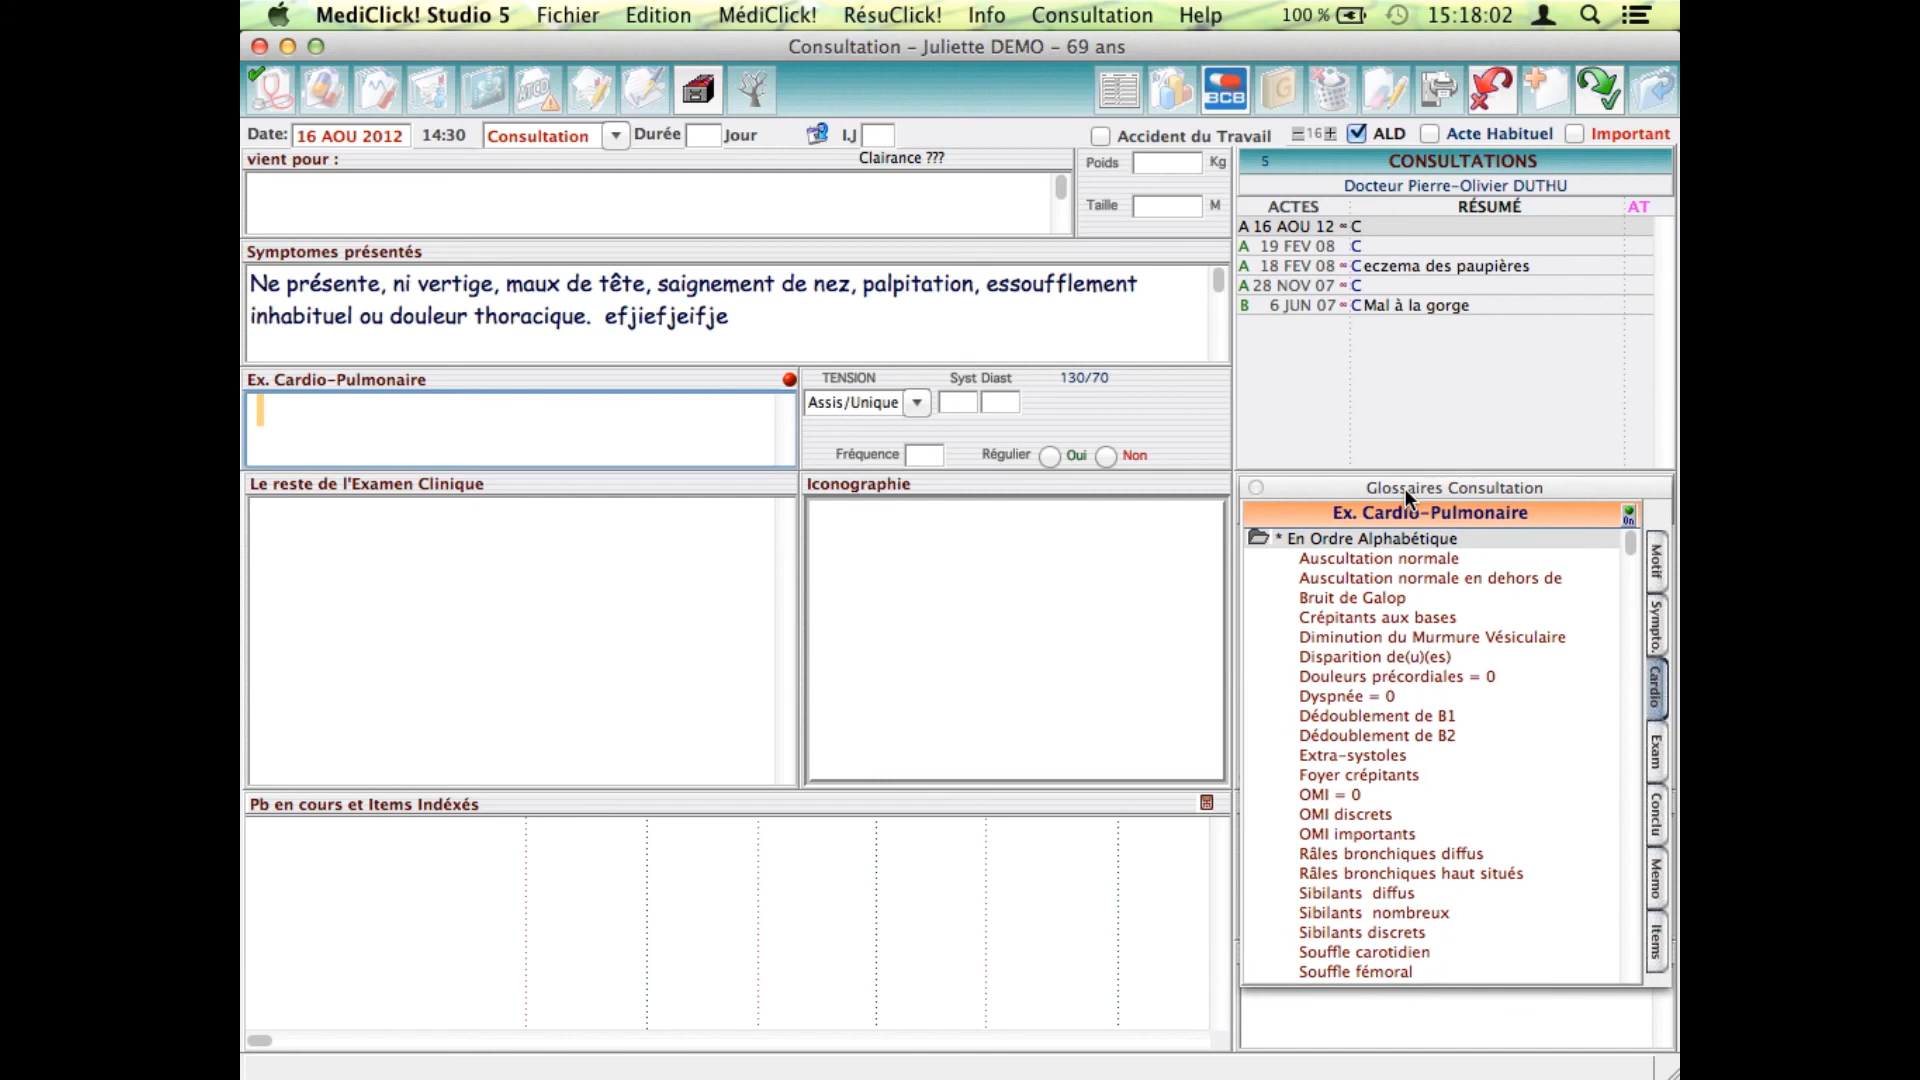 MediClick! Studio 5 Fichier Edition MédiClick! RésuClick! Info Consultation Help 100 % 15:18:02
Consultation – Juliette DEMO – 69 ans
ATCD BCB G
Date: 16 AOU 2012 14:30 Consultation Durée Jour I.J Accident du Travail 16 ALD Acte Habituel Important
vient pour : Clairance ???
Poids Kg
Taille M
5 CONSULTATIONS
Docteur Pierre-Olivier DUTHU
ACTES RÉSUMÉ AT
A 16 AOU 12 C
A 19 FEV 08 C
A 18 FEV 08 C eczema des paupières
A 28 NOV 07 C
B 6 JUN 07 C Mal à la gorge
Symptomes présentés
Ne présente, ni vertige, maux de tête, saignement de nez, palpitation, essoufflement
inhabituel ou douleur thoracique. efjiefjeifje
Ex. Cardio-Pulmonaire
TENSION Syst Diast 130/70
Assis/Unique
Fréquence Régulier Oui Non
Le reste de l'Examen Clinique
Iconographie
Pb en cours et Items Indéxés
Glossaires Consultation
Ex. Cardio-Pulmonaire On
* En Ordre Alphabétique
Auscultation normale
Auscultation normale en dehors de
Bruit de Galop
Crépitants aux bases
Diminution du Murmure Vésiculaire
Disparition de(u)(es)
Douleurs précordiales = 0
Dyspnée = 0
Dédoublement de B1
Dédoublement de B2
Extra-systoles
Foyer crépitants
OMI = 0
OMI discrets
OMI importants
Râles bronchiques diffus
Râles bronchiques haut situés
Sibilants diffus
Sibilants nombreux
Sibilants discrets
Souffle carotidien
Souffle fémoral
Motif
Sympto.
Cardio
Exam
Conclu
Memo
Items